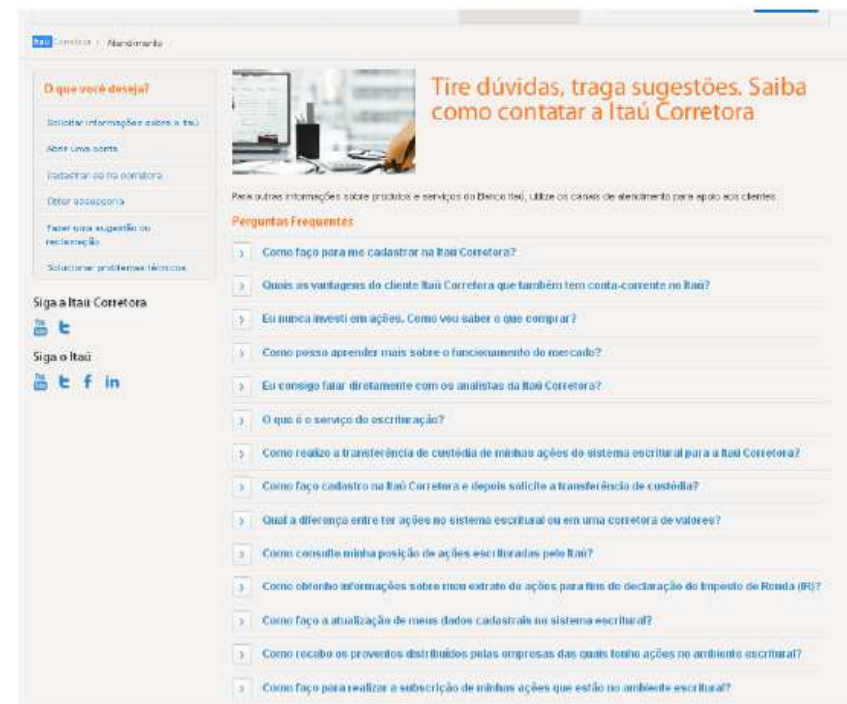 Itaú Corretora › Atendimento
O que você deseja?
Solicitar informações sobre o Itaú
Abrir uma conta
Cadastrar-se na corretora
Obter assessoria
Fazer uma sugestão ou
reclamação
Solucionar problemas técnicos
Siga a Itaú Corretora
Siga o Itaú
Tire dúvidas, traga sugestões. Saiba
como contatar a Itaú Corretora
Para outras informações sobre produtos e serviços do Banco Itaú, utilize os canais de atendimento para apoio aos clientes.
Perguntas Frequentes
Como faço para me cadastrar na Itaú Corretora?
Quais as vantagens do cliente Itaú Corretora que também tem conta-corrente no Itaú?
Eu nunca investi em ações. Como vou saber o que comprar?
Como posso aprender mais sobre o funcionamento do mercado?
Eu consigo falar diretamente com os analistas da Itaú Corretora?
O que é o serviço de escrituração?
Como realizo a transferência de custódia de minhas ações do sistema escritural para a Itaú Corretora?
Como faço cadastro na Itaú Corretora e depois solicito a transferência de custódia?
Qual a diferença entre ter ações no sistema escritural ou em uma corretora de valores?
Como consulto minha posição de ações escrituradas pelo Itaú?
Como obtenho informações sobre meu extrato de ações para fins de declaração do Imposto de Renda (IR)?
Como faço a atualização de meus dados cadastrais no sistema escritural?
Como recebo os proventos distribuídos pelas empresas das quais tenho ações no ambiente escritural?
Como faço para realizar a subscrição de minhas ações que estão no ambiente escritural?